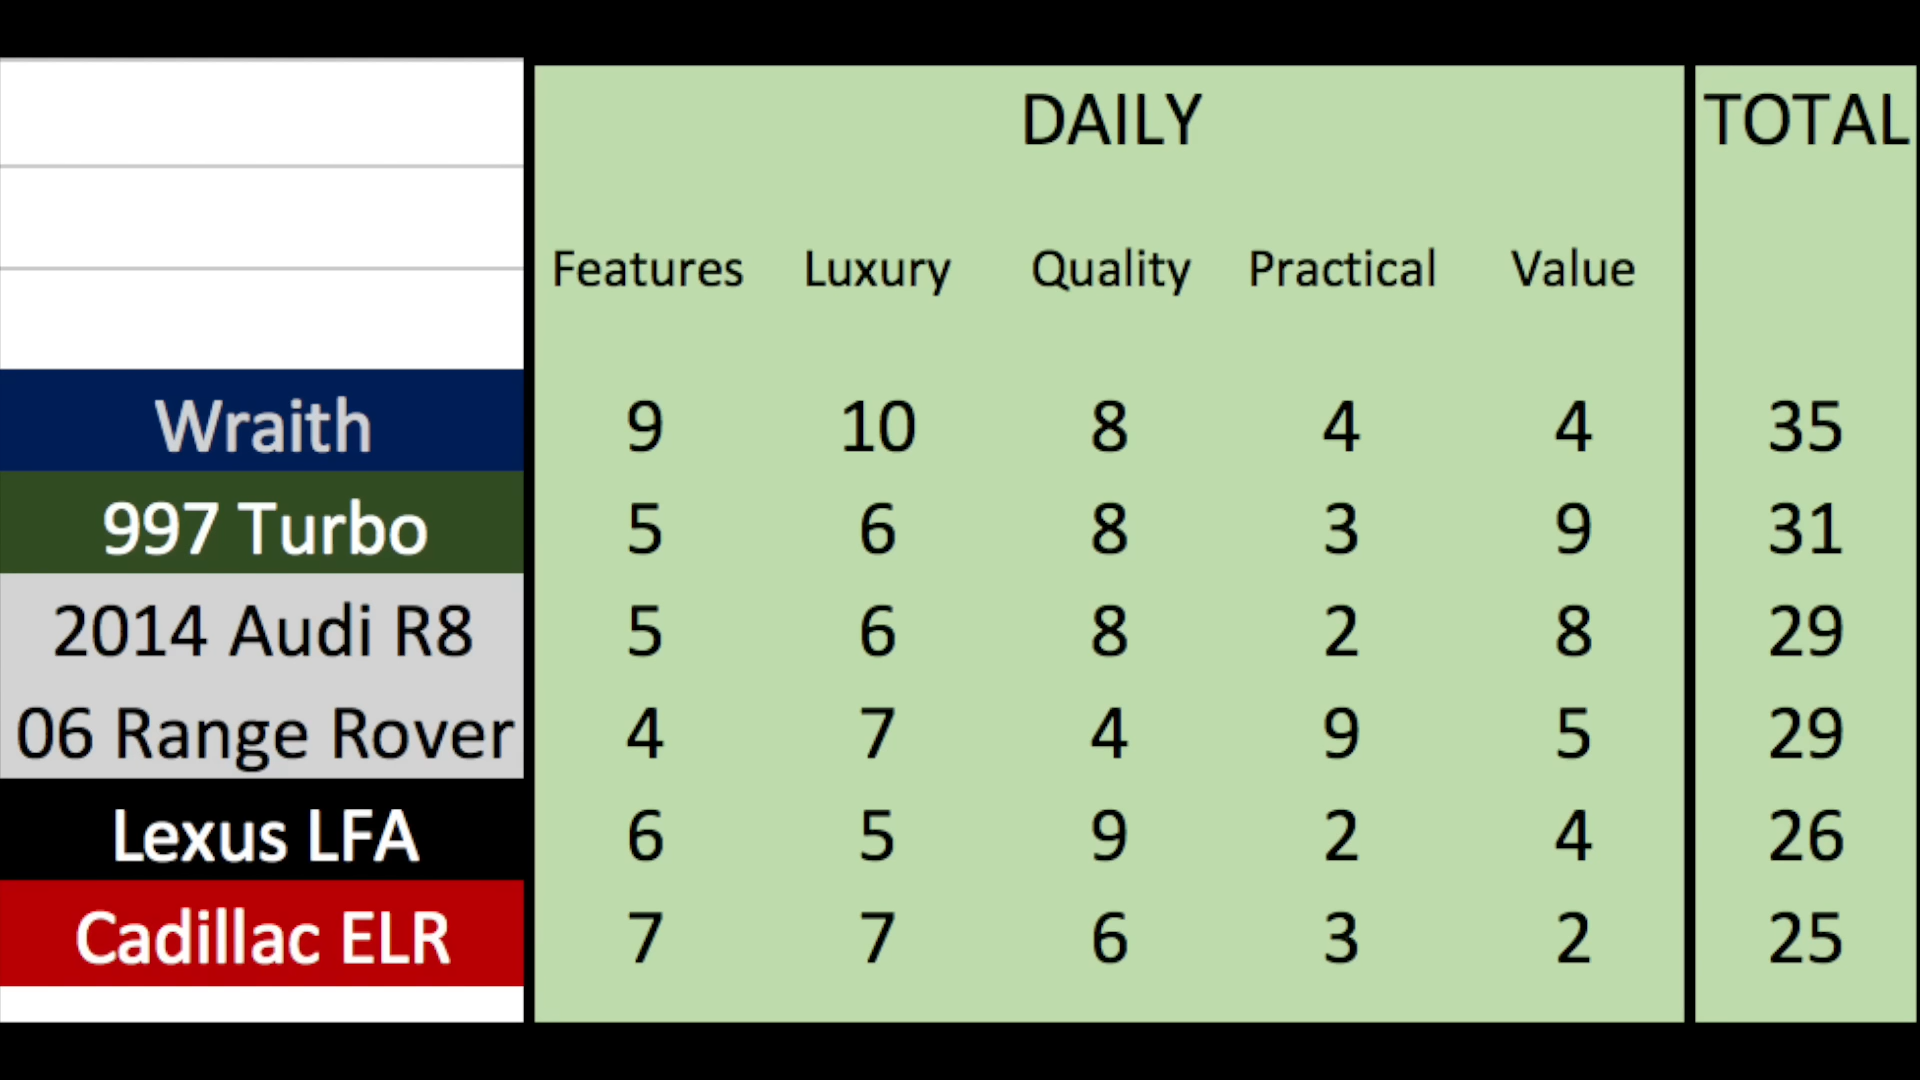 DAILY TOTAL
Features Luxury Quality Practical Value
Wraith 9 10 8 4 4 35
997 Turbo 5 6 8 3 9 31
2014 Audi R8 5 6 8 2 8 29
06 Range Rover 4 7 4 9 5 29
Lexus LFA 6 5 9 2 4 26
Cadillac ELR 7 7 6 3 2 25